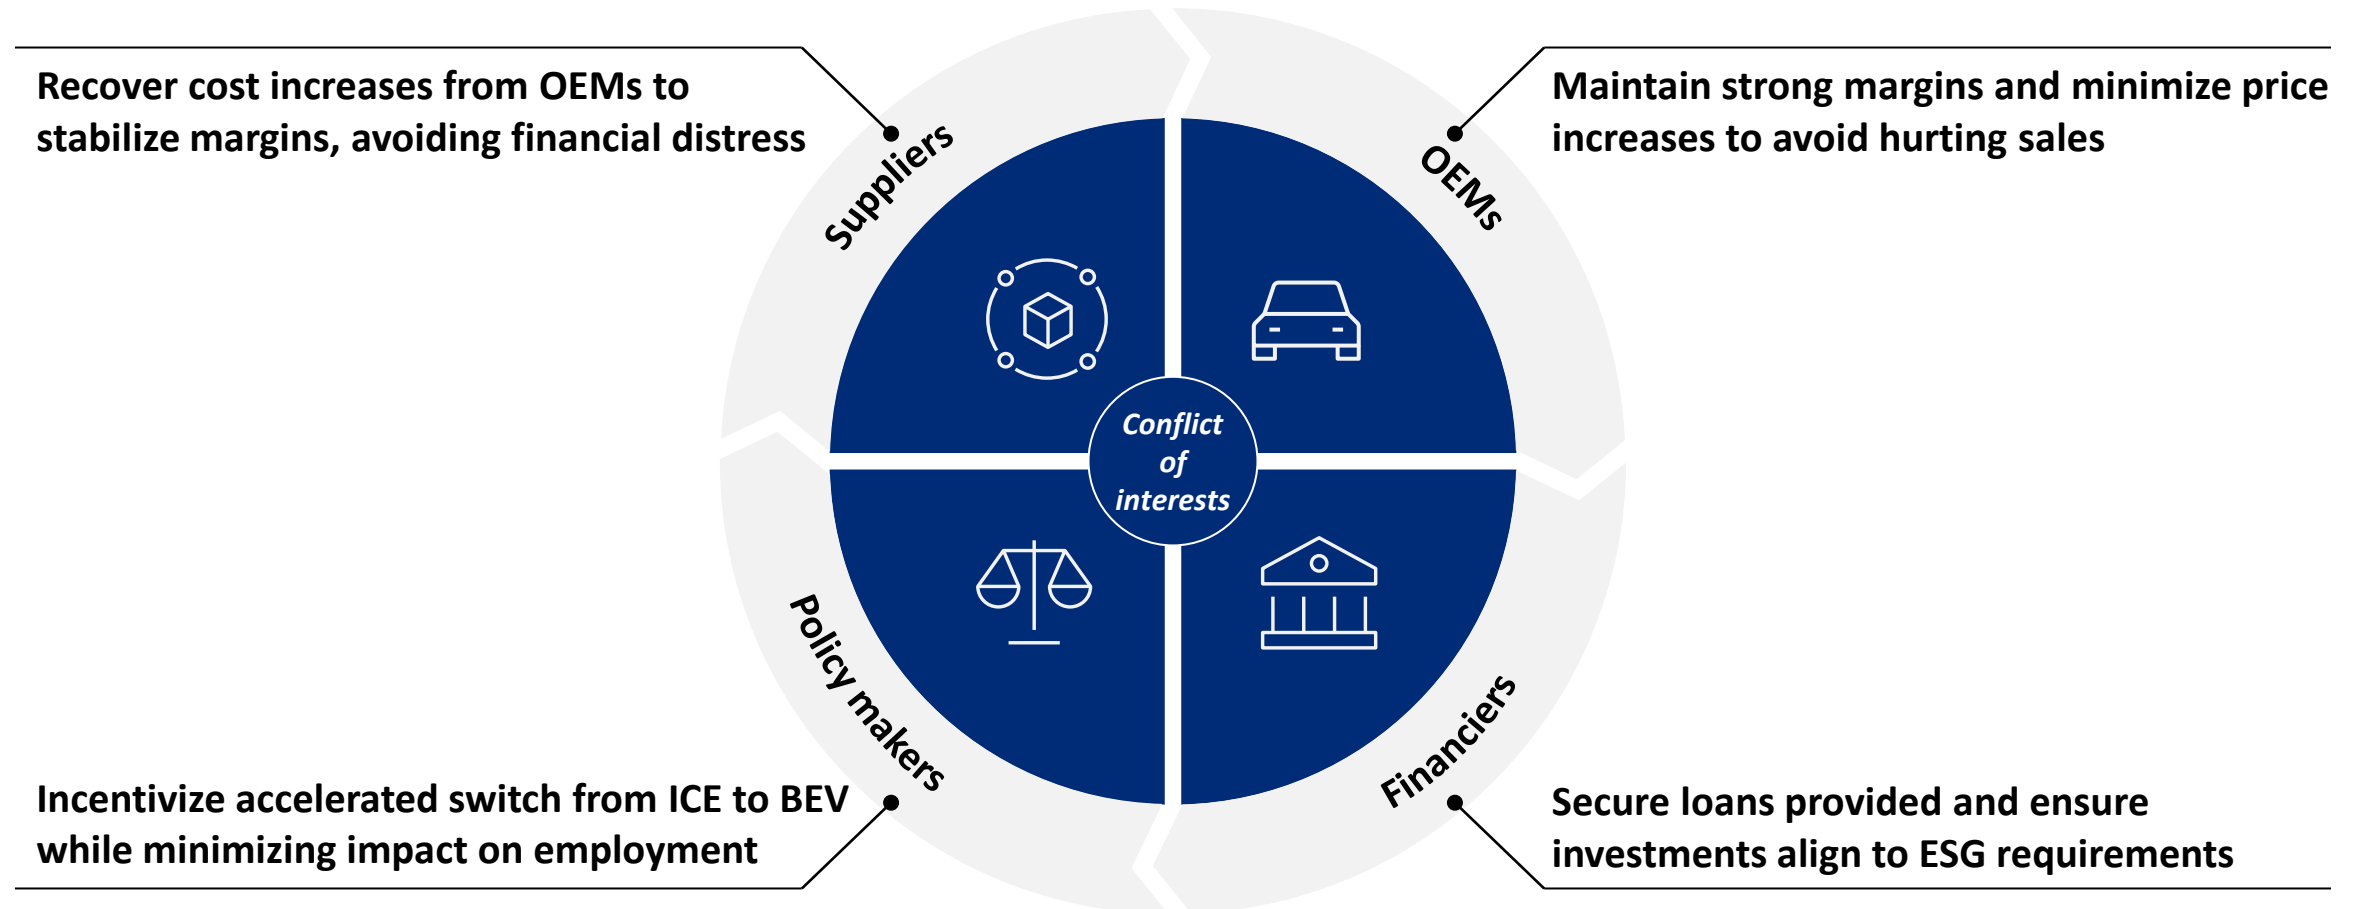 Recover cost increases from OEMs to
stabilize margins, avoiding financial distress
Suppliers
Maintain strong margins and minimize price
increases to avoid hurting sales
OEMs
Conflict
of
interests
Policy makers
Incentivize accelerated switch from ICE to BEV
while minimizing impact on employment
Financiers
Secure loans provided and ensure
investments align to ESG requirements